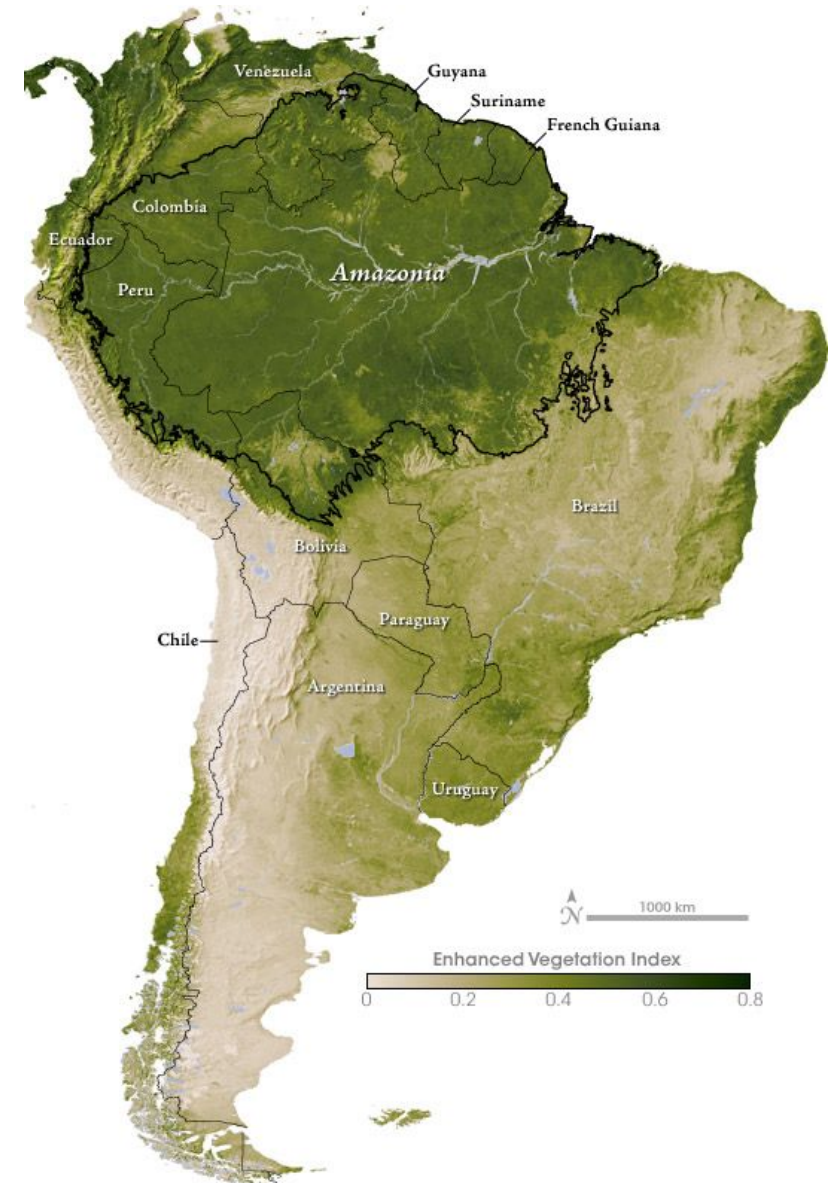 Venezuela
Guyana
Suriname
French Guiana
Colombia
Ecuador
Peru
Amazonia
Brazil
Bolivia
Paraguay
Chile
Argentina
Uruguay
N
1000 km
Enhanced Vegetation Index
0 0.2 0.4 0.6 0.8